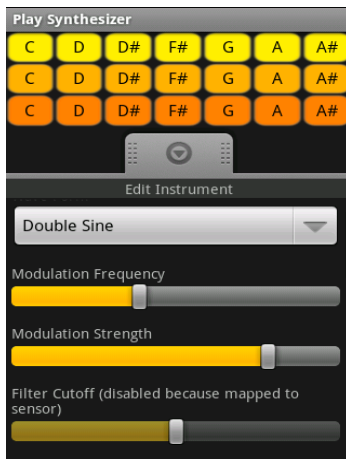 Play Synthesizer
C D D# F# G A A#
C D D# F# G A A#
C D D# F# G A A#
Edit Instrument
Double Sine
Modulation Frequency
Modulation Strength
Filter Cutoff (disabled because mapped to
sensor)